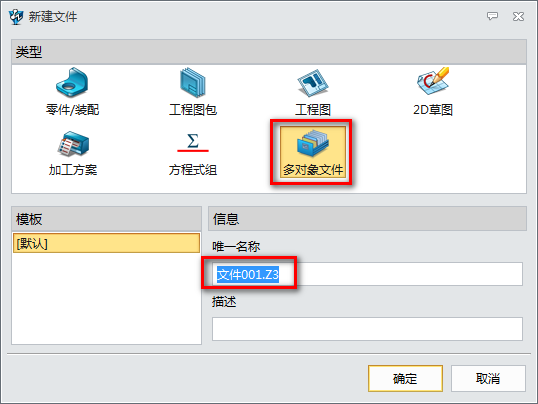 新建文件
类型
零件/装配
工程图包
工程图
2D草图
加工方案
方程式组
多对象文件
模板
[默认]
信息
唯一名称
文件001.Z3
描述
确定
取消